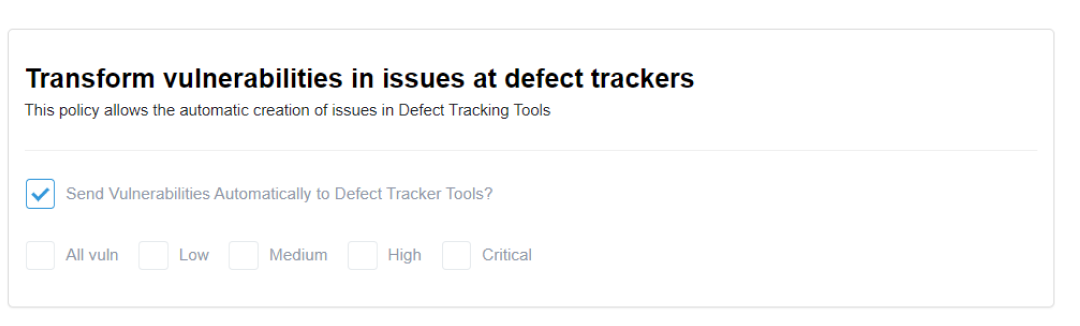 Transform vulnerabilities in issues at defect trackers
This policy allows the automatic creation of issues in Defect Tracking Tools
Send Vulnerabilities Automatically to Defect Tracker Tools?
All vuln Low Medium High Critical